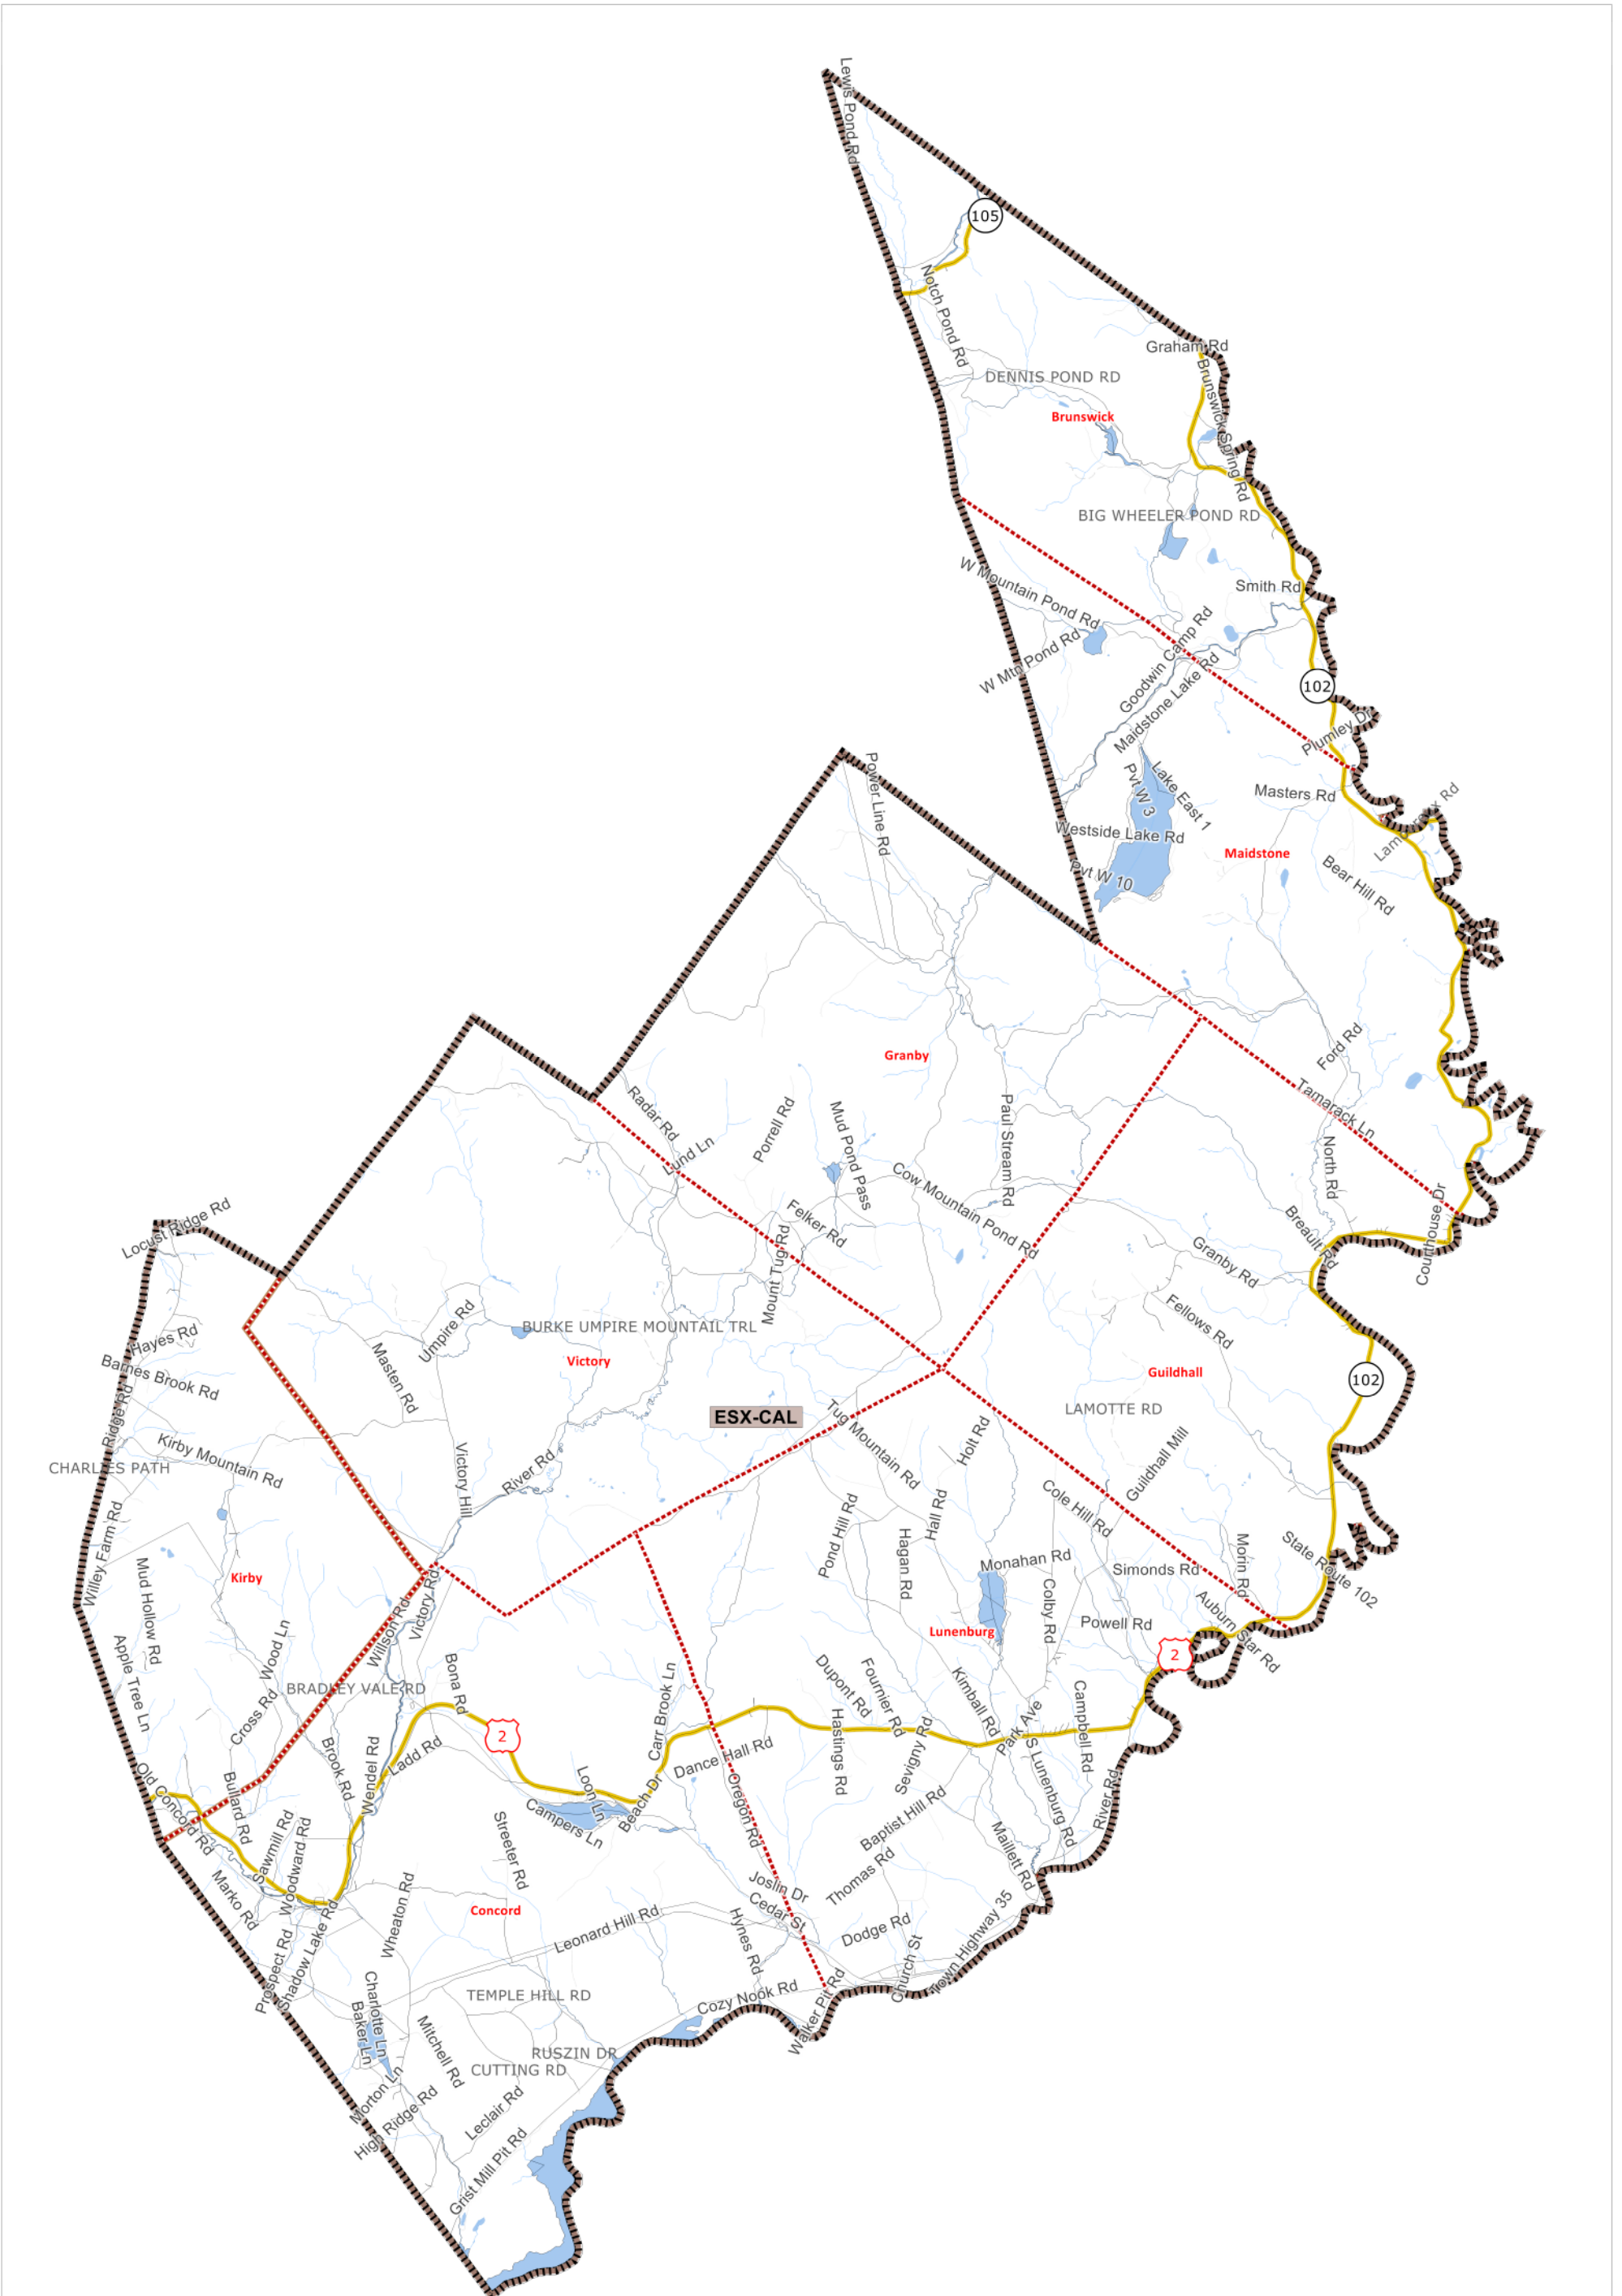 Lewis Pond Rd
105
Notch Pond Rd
Graham Rd
DENNIS POND RD
Brunswick
Brunswick Spring Rd
BIG WHEELER POND RD
W Mountain Pond Rd
Smith Rd
W Mtn Pond Rd
Goodwin Camp Rd
Maidstone Lake Rd
102
Plumley Dr
Power Line Rd
Pvt W 3
Lake East 1
Masters Rd
Westside Lake Rd
Maidstone
Pvt W 10
Bear Hill Rd
Granby
Radar Rd
Lund Ln
Porrell Rd
Mud Pond Pass
Paul Stream Rd
Ford Rd
Tamarack Ln
North Rd
Cow Mountain Pond Rd
Locust Ridge Rd
Felker Rd
Mount Tug Rd
Breault Rd
Courthouse Dr
Granby Rd
Fellows Rd
Hayes Rd
Umpire Rd
BURKE UMPIRE MOUNTAIL TRL
Victory
Barnes Brook Rd
Masten Rd
Guildhall
102
Ridge Rd
ESX-CAL
LAMOTTE RD
Kirby Mountain Rd
CHARLES PATH
Victory Hill
River Rd
Tug Mountain Rd
Holt Rd
Guildhall Mill
Cole Hill Rd
Willey Farm Rd
Pond Hill Rd
Hagan Rd
Hall Rd
Monahan Rd
Simonds Rd
Morin Rd
State Route 102
Mud Hollow Rd
Kirby
Victory Rd
Willson Rd
Colby Rd
Powell Rd
Auburn Star Rd
Lunenburg
2
Apple Tree Ln
Cross Rd
Wood Ln
BRADLEY VALE RD
Bona Rd
Carr Brook Ln
Dupont Rd
Fournier Rd
Kimball Rd
Park Ave
Campbell Rd
2
Brook Rd
Wendel Rd
Ladd Rd
Dance Hall Rd
Hastings Rd
Sevigny Rd
S Lunenburg Rd
River Rd
Old Concord Rd
Bullard Rd
Loon Ln
Campers Ln
Beach Dr
Oregon Rd
Baptist Hill Rd
Maillett Rd
Sawmill Rd
Woodward Rd
Streeter Rd
Marko Rd
Wheaton Rd
Joslin Dr
Cedar St
Thomas Rd
Concord
Leonard Hill Rd
Hynes Rd
Dodge Rd
Church St
Town Highway 35
Prospect Rd
Shadow Lake Rd
Charlotte Ln
Baker Ln
TEMPLE HILL RD
Cozy Nook Rd
Walker Pit Rd
Mitchell Rd
RUSZIN DR
CUTTING RD
Morton Ln
High Ridge Rd
Leclair Rd
Grist Mill Pit Rd